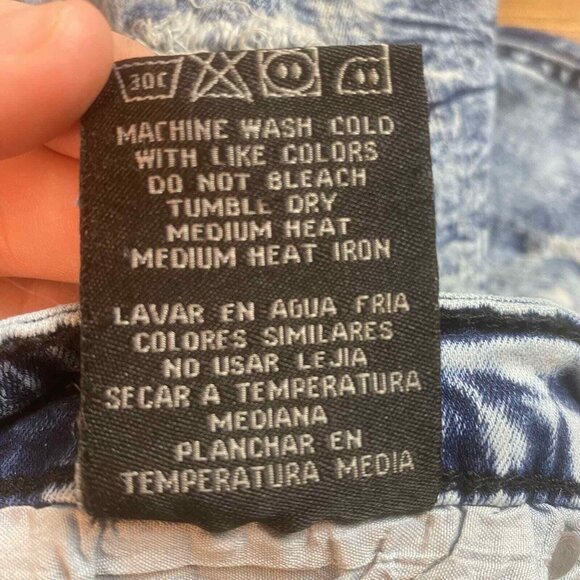 30C
MACHINE WASH COLD
WITH LIKE COLORS
DO NOT BLEACH
TUMBLE DRY
MEDIUM HEAT
MEDIUM HEAT IRON
LAVAR EN AGUA FRIA
COLORES SIMILARES
NO USAR LEJIA
SECAR A TEMPERATURA
MEDIANA
PLANCHAR EN
TEMPERATURA MEDIA